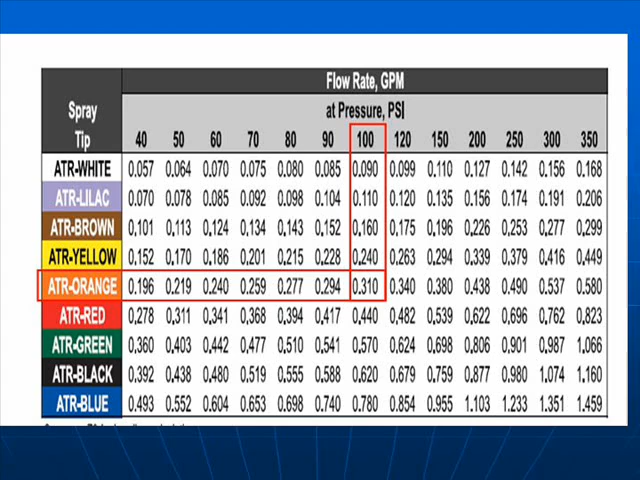 Flow Rate, GPM
Spray Tip
at Pressure, PSI
40 50 60 70 80 90 100 120 150 200 250 300 350
ATR-WHITE 0.057 0.064 0.070 0.075 0.080 0.085 0.090 0.099 0.110 0.127 0.142 0.156 0.168
ATR-LILAC 0.070 0.078 0.085 0.092 0.098 0.104 0.110 0.120 0.135 0.156 0.174 0.191 0.206
ATR-BROWN 0.101 0.113 0.124 0.134 0.143 0.152 0.160 0.175 0.196 0.226 0.253 0.277 0.299
ATR-YELLOW 0.152 0.170 0.186 0.201 0.215 0.228 0.240 0.263 0.294 0.339 0.379 0.416 0.449
ATR-ORANGE 0.196 0.219 0.240 0.259 0.277 0.294 0.310 0.340 0.380 0.438 0.490 0.537 0.580
ATR-RED 0.278 0.311 0.341 0.368 0.394 0.417 0.440 0.482 0.539 0.622 0.696 0.762 0.823
ATR-GREEN 0.360 0.403 0.442 0.477 0.510 0.541 0.570 0.624 0.698 0.806 0.901 0.987 1.066
ATR-BLACK 0.392 0.438 0.480 0.519 0.555 0.588 0.620 0.679 0.759 0.877 0.980 1.074 1.160
ATR-BLUE 0.493 0.552 0.604 0.653 0.698 0.740 0.780 0.854 0.955 1.103 1.233 1.351 1.459